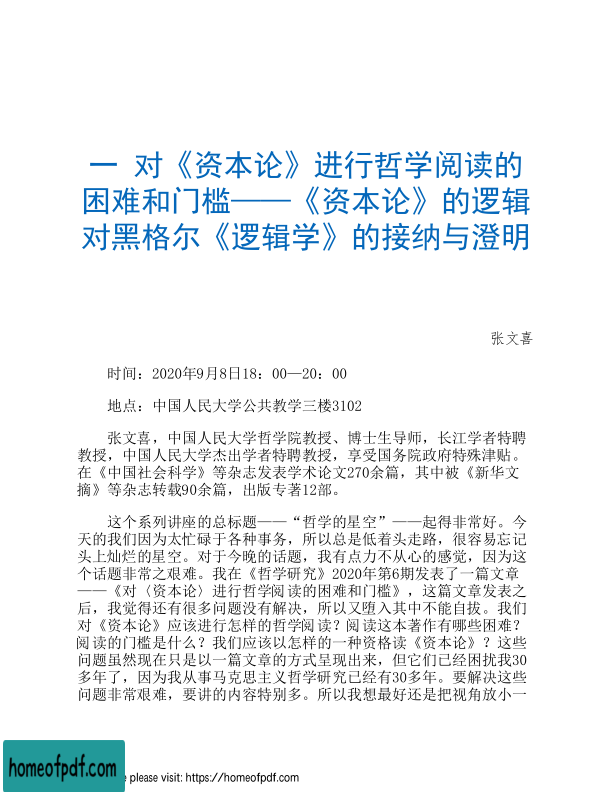 一 对《资本论》进行哲学阅读的
困难和门槛——《资本论》的逻辑
对黑格尔《逻辑学》的接纳与澄明
张文喜
时间：2020年9月8日18：00—20：00
地点：中国人民大学公共教学三楼3102
张文喜，中国人民大学哲学院教授、博士生导师，长江学者特聘
教授，中国人民大学杰出学者特聘教授，享受国务院政府特殊津贴。
在《中国社会科学》等杂志发表学术论文270余篇，其中被《新华文
摘》等杂志转载90余篇，出版专著12部。
这个系列讲座的总标题——“哲学的星空”——起得非常好。今
天的我们因为太忙碌于各种事务，所以总是低着头走路，很容易忘记
头上灿烂的星空。对于今晚的话题，我有点力不从心的感觉，因为这
个话题非常之艰难。我在《哲学研究》2020年第6期发表了一篇文章
——《对〈资本论〉进行哲学阅读的困难和门槛》，这篇文章发表之
后，我觉得还有很多问题没有解决，所以又堕入其中不能自拔。我们
对《资本论》应该进行怎样的哲学阅读？阅读这本著作有哪些困难？
阅读的门槛是什么？我们应该以怎样的一种资格读《资本论》？这些
问题虽然现在只是以一篇文章的方式呈现出来，但它们已经困扰我30
多年了，因为我从事马克思主义哲学研究已经有30多年。要解决这些
问题非常艰难，要讲的内容特别多。所以我想最好还是把视角放小一
homeofpdf.com
e please visit: https://homeofpdf.com